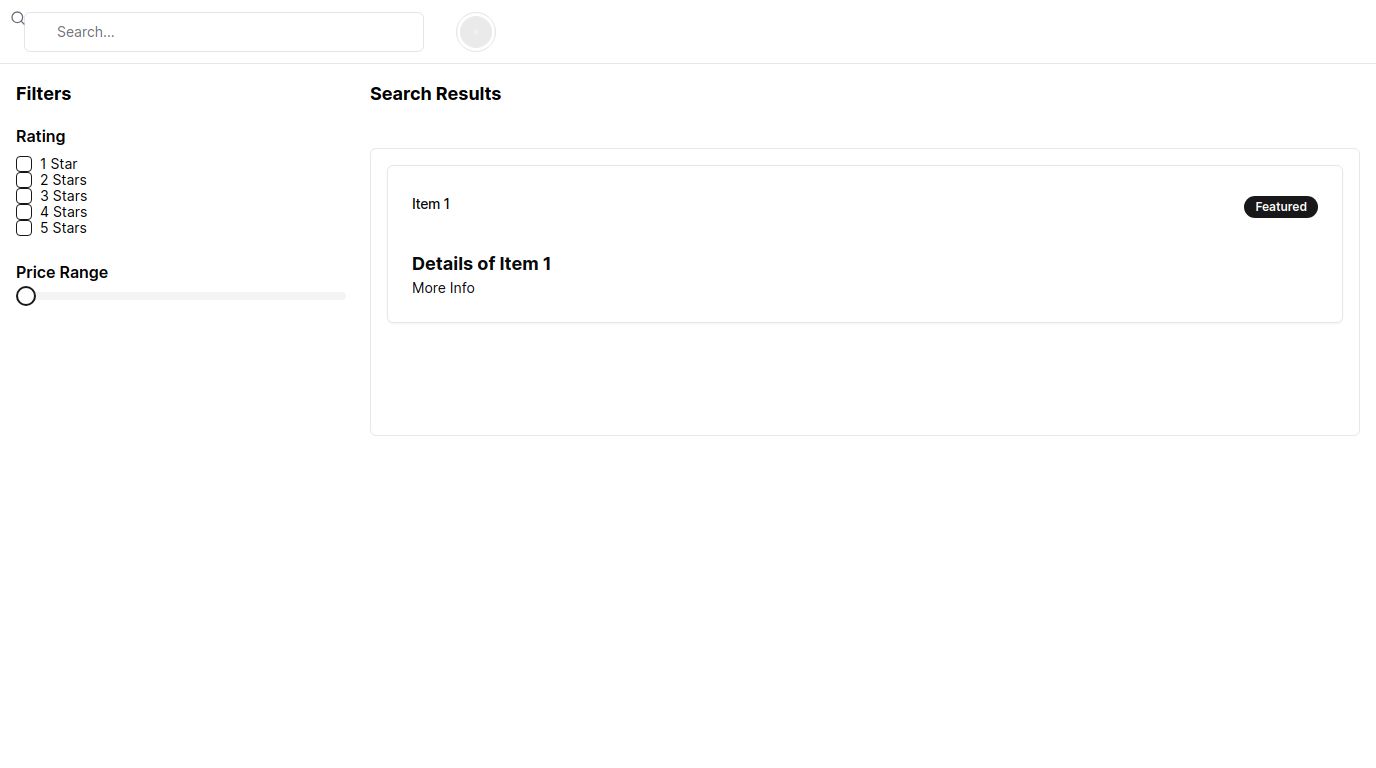 Search...
Filters
Rating
1 Star
2 Stars
3 Stars
4 Stars
5 Stars
Price Range
Search Results
Item 1
Featured
Details of Item 1
More Info